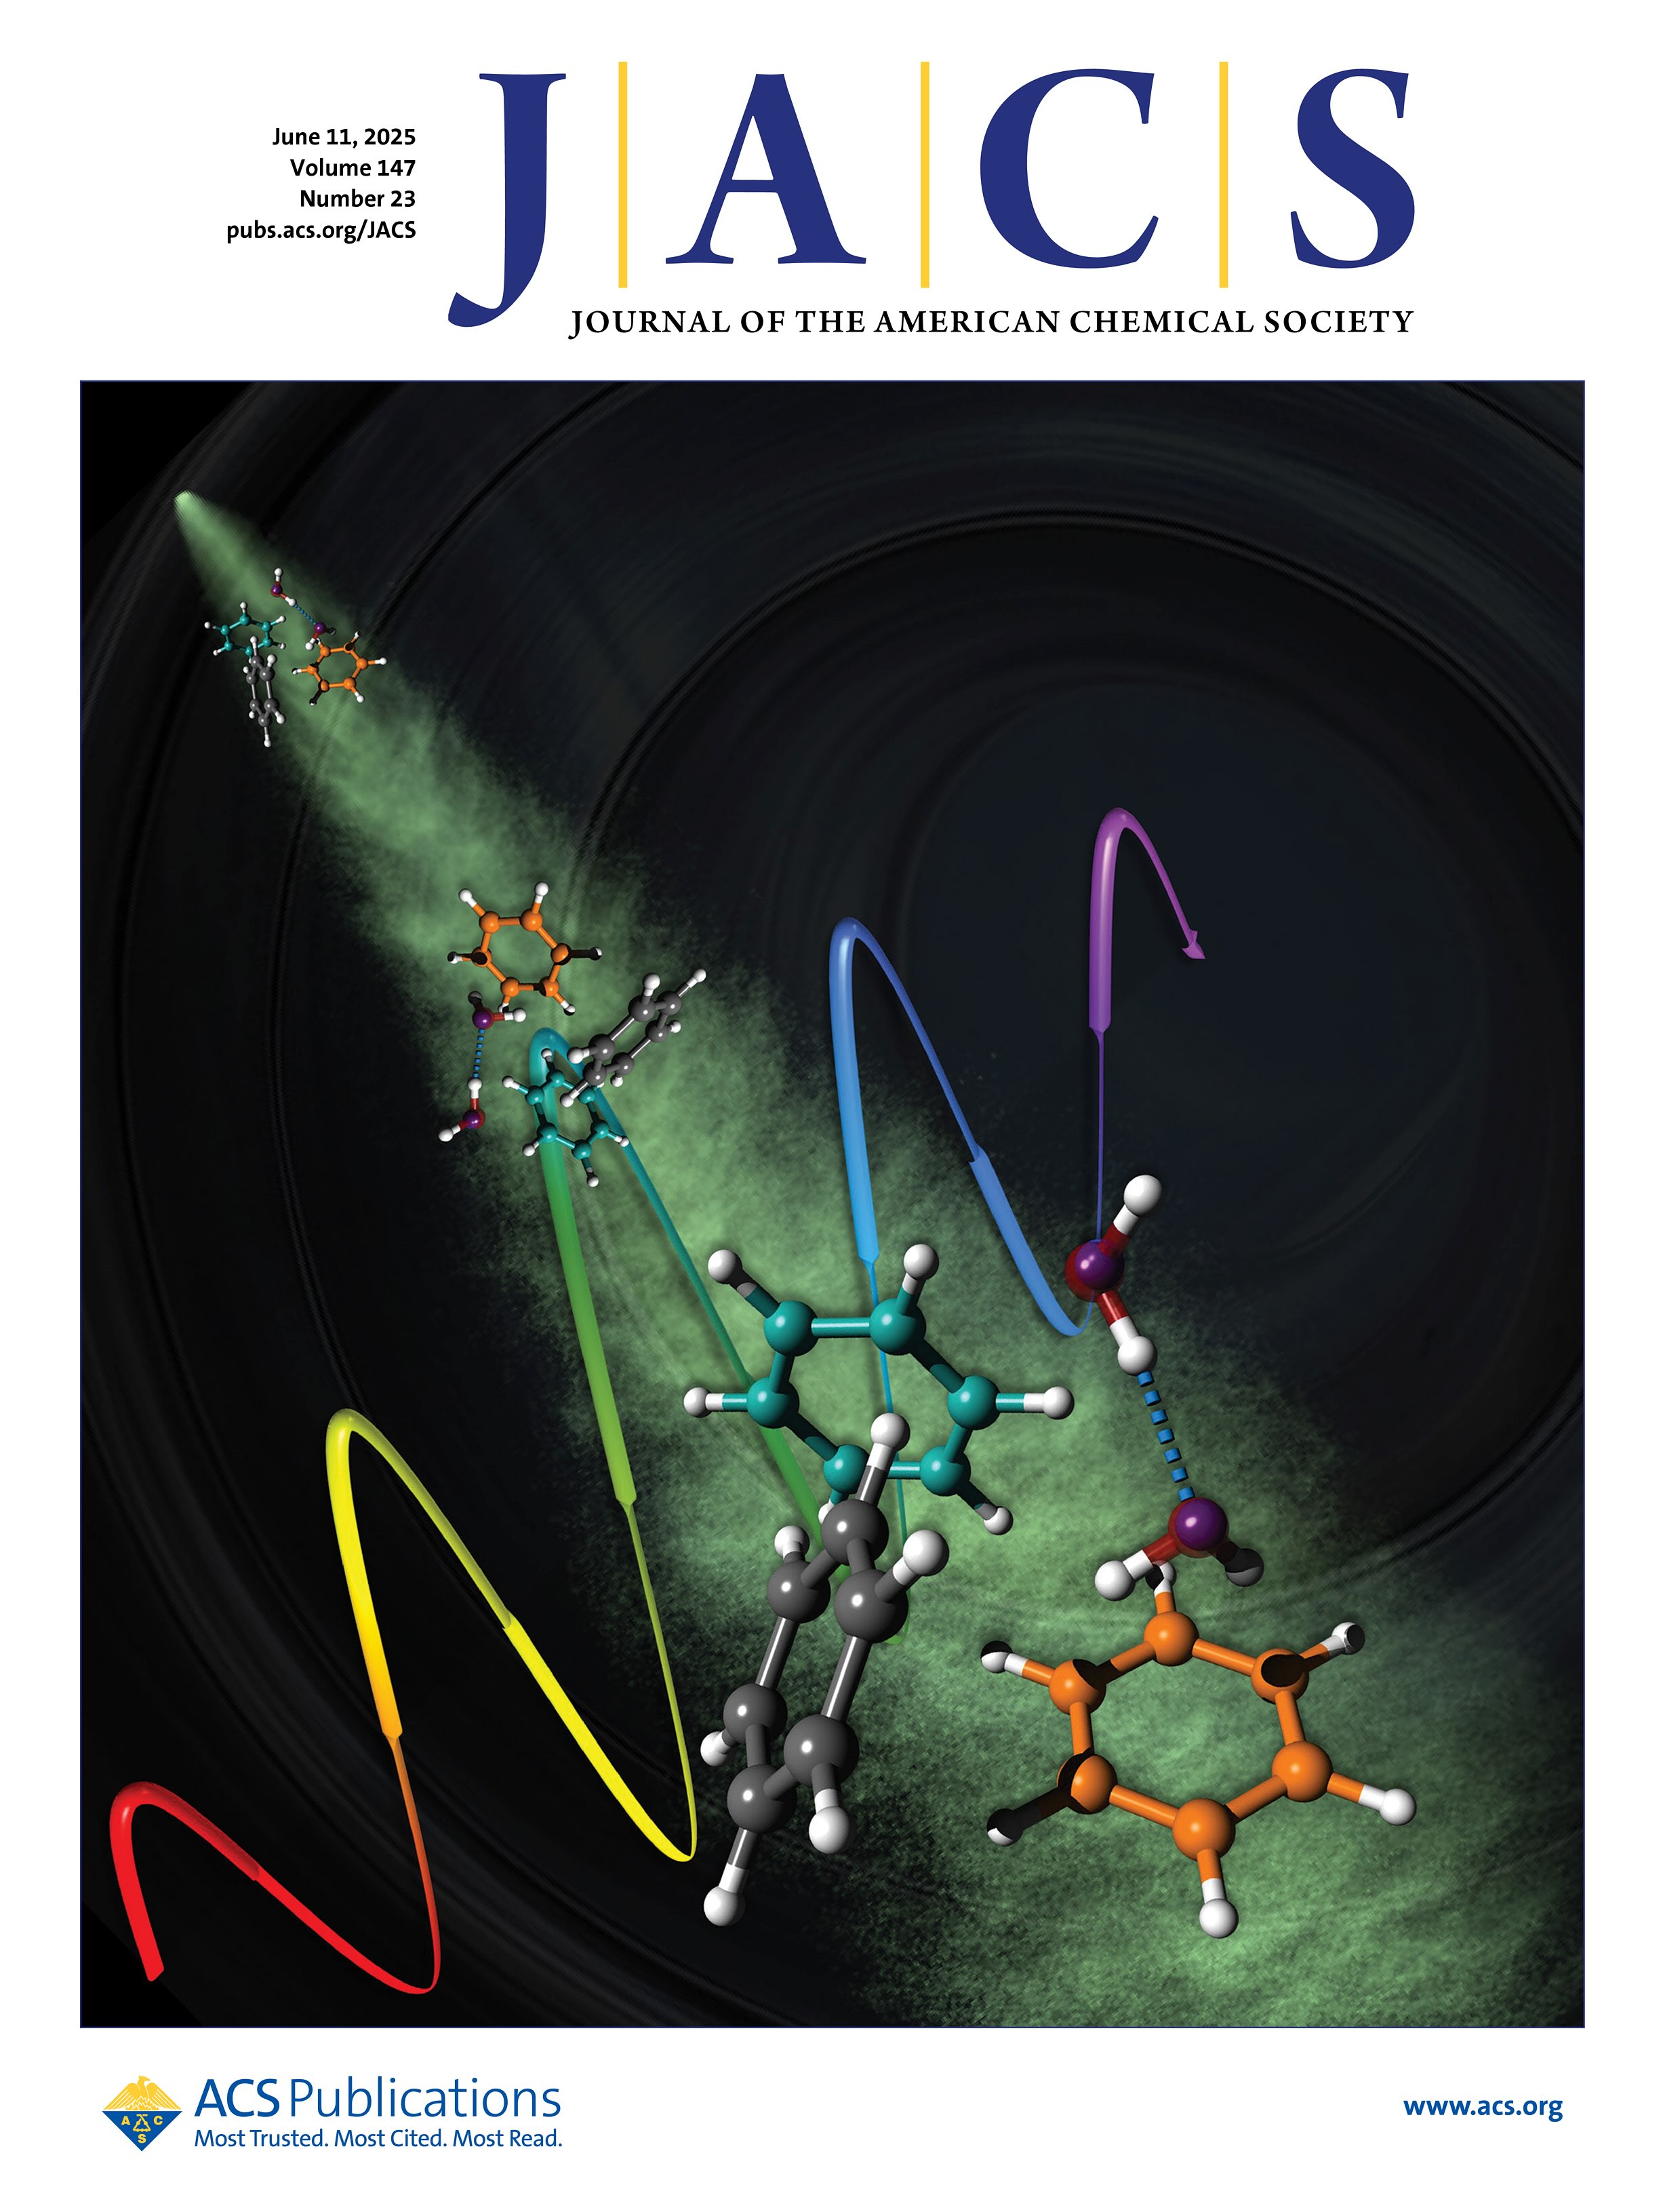 June 11, 2025
Volume 147
Number 23
pubs.acs.org/JACS
J|A|C|S
JOURNAL OF THE AMERICAN CHEMICAL SOCIETY
A C S
ACS Publications
Most Trusted. Most Cited. Most Read.
www.acs.org